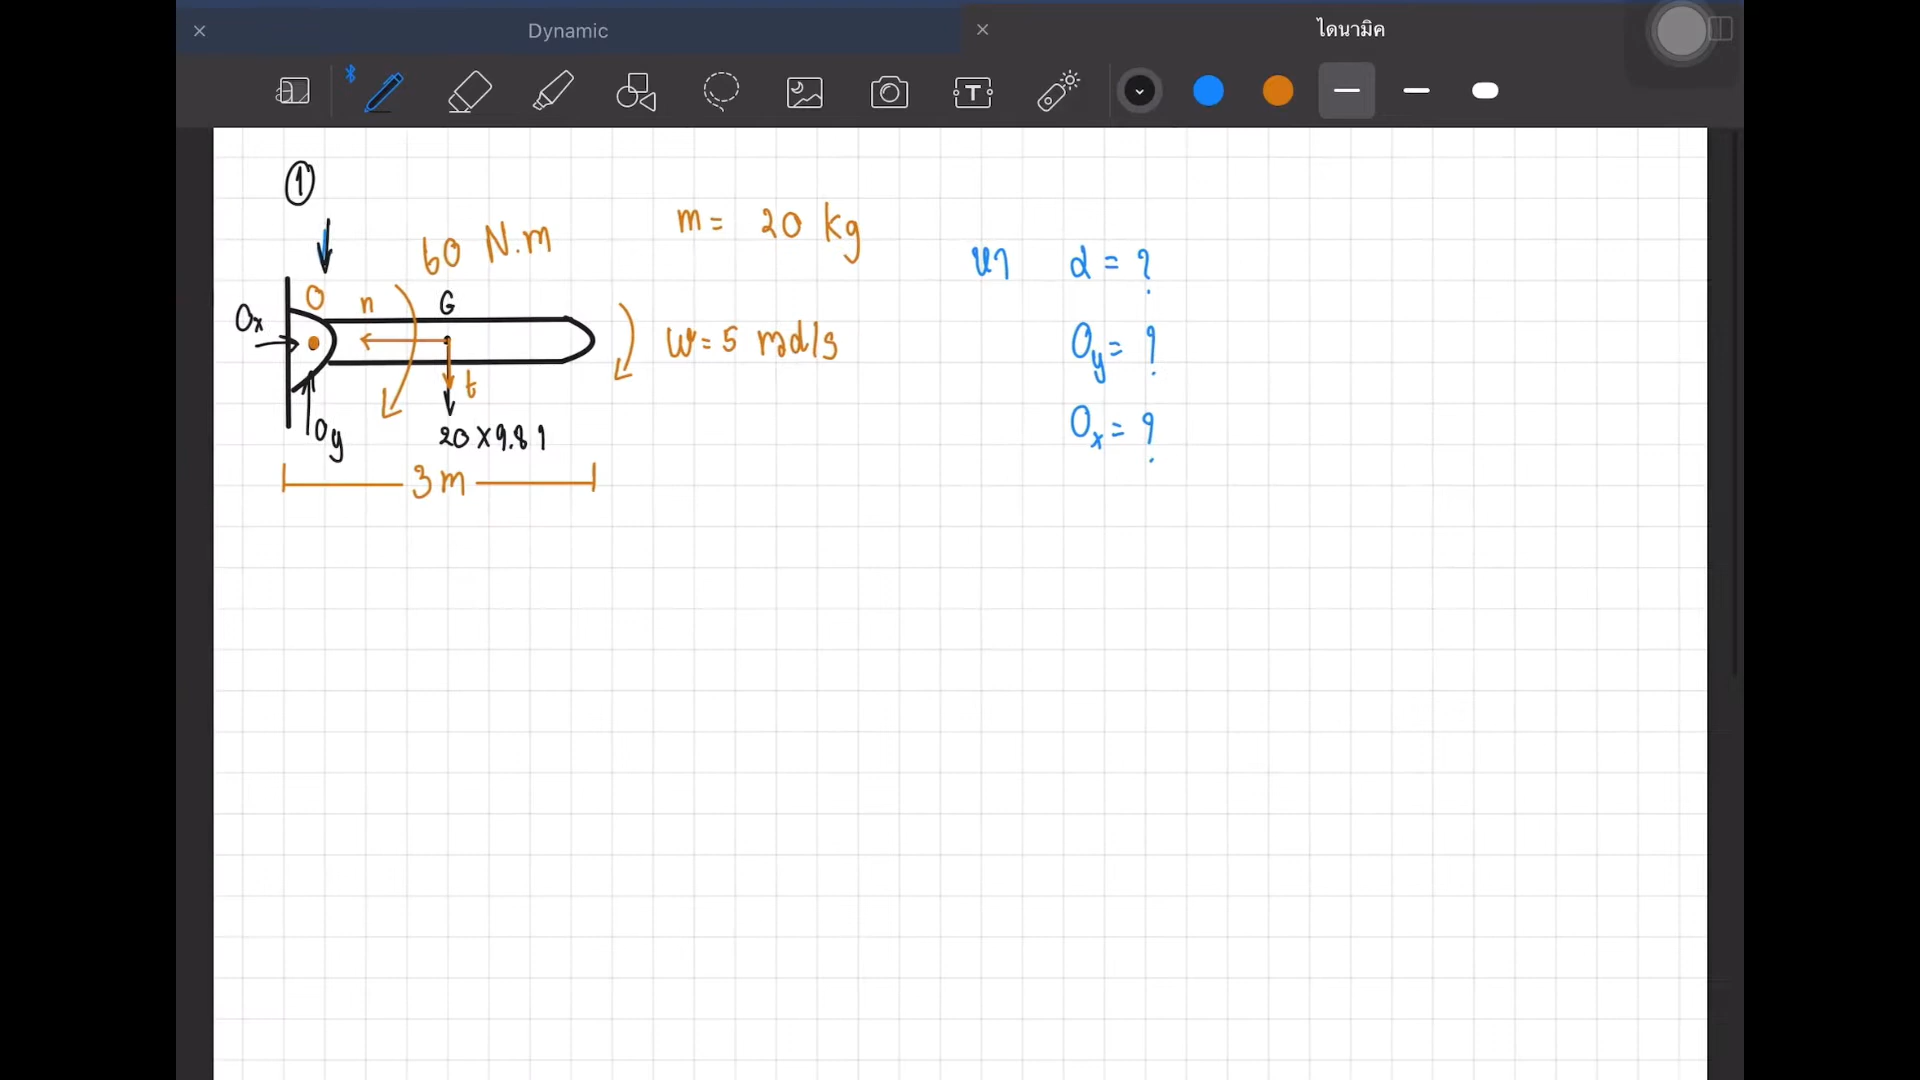 Dynamic
ไดนามิค
①
60 N.m
m = 20 kg
หา α = ?
O
n
G
Ox
ω = 5 rad/s
Oy = ?
t
Oy
20 × 9.81
Ox = ?
3 m